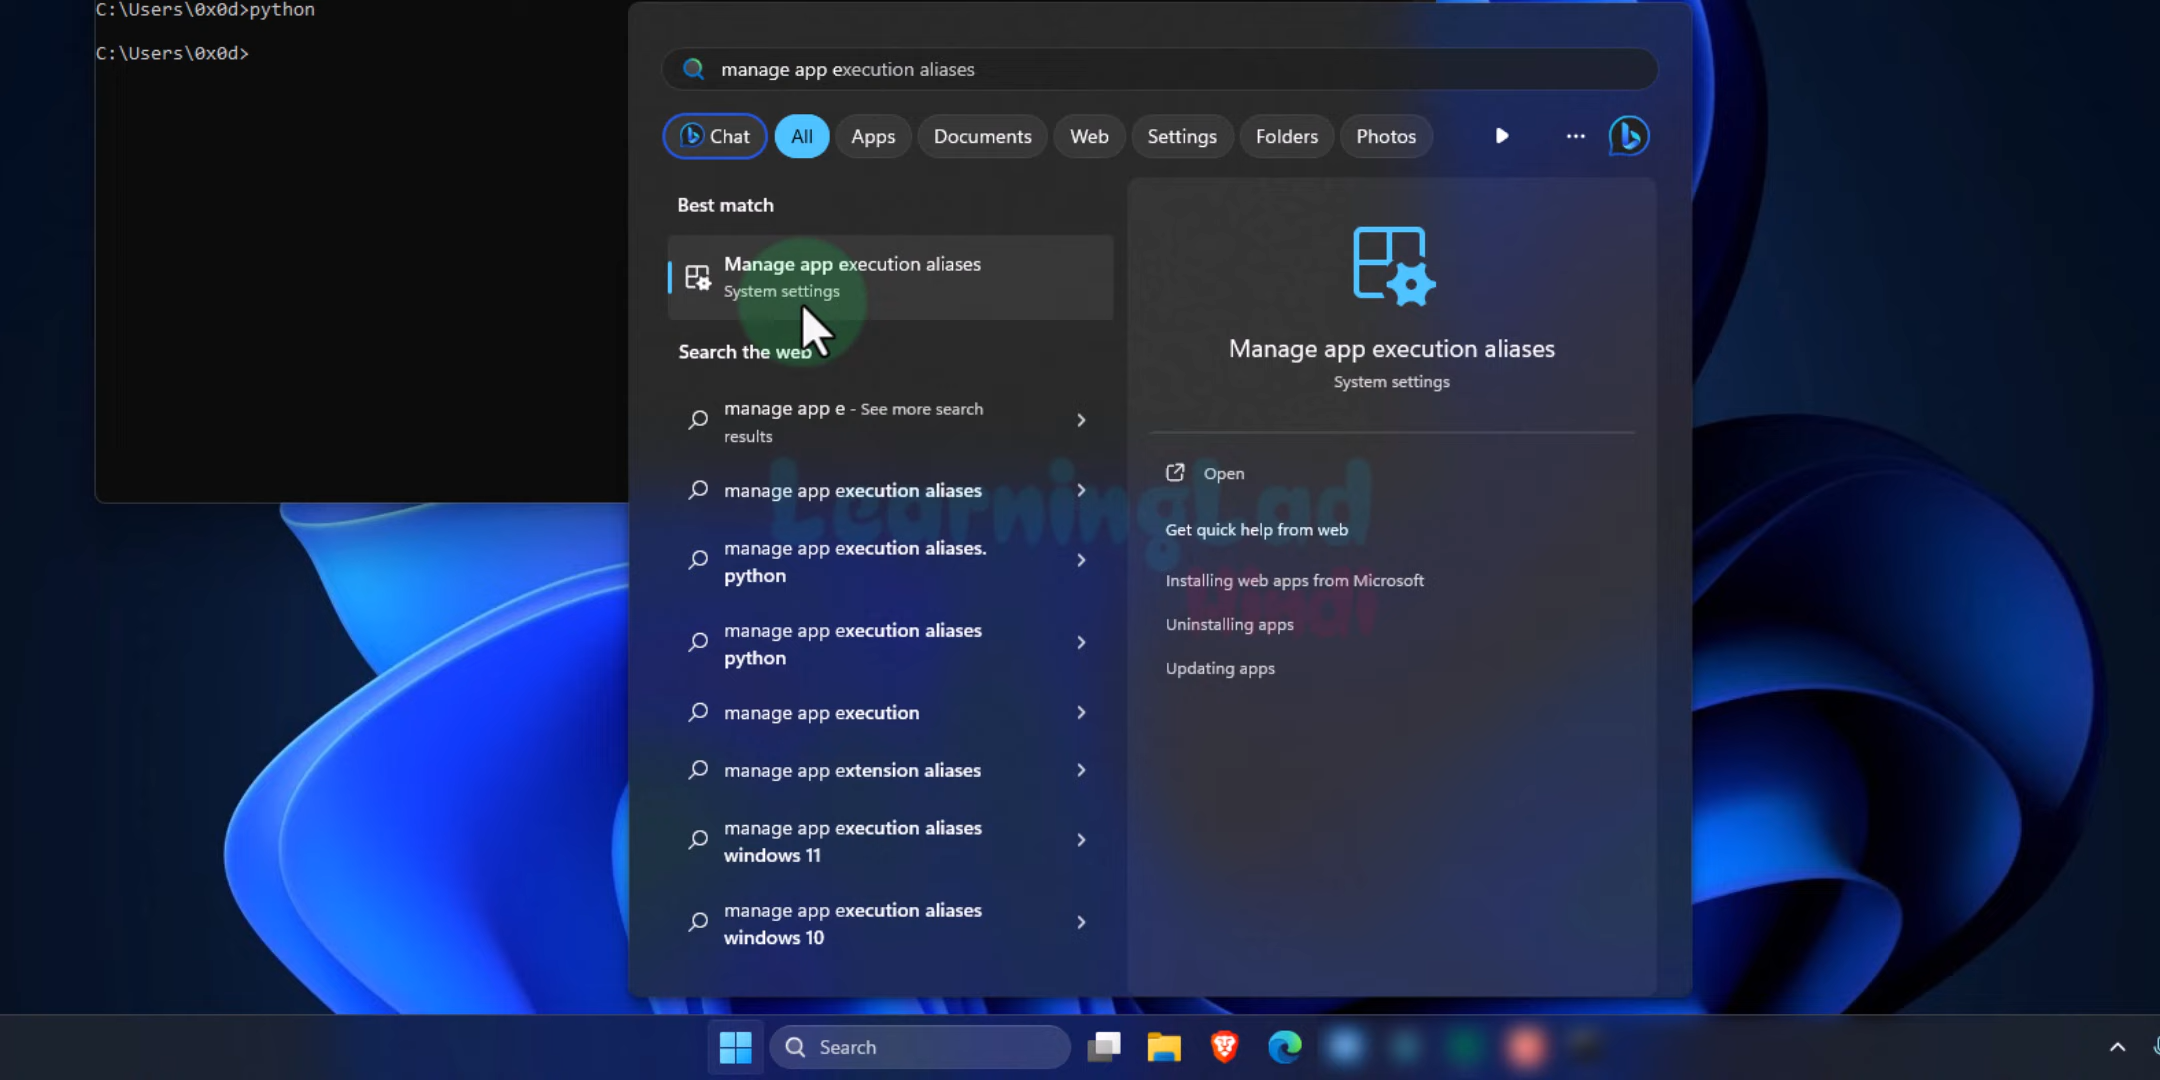 C:\Users\0x0d>python
C:\Users\0x0d>
manage app execution aliases
Chat
All
Apps
Documents
Web
Settings
Folders
Photos
Best match
Manage app execution aliases
System settings
Search the web
manage app e - See more search
results
manage app execution aliases
manage app execution aliases.
python
manage app execution aliases
python
manage app execution
manage app extension aliases
manage app execution aliases
windows 11
manage app execution aliases
windows 10
Manage app execution aliases
System settings
Open
Get quick help from web
Installing web apps from Microsoft
Uninstalling apps
Updating apps
LearningLad
Hindi
Search